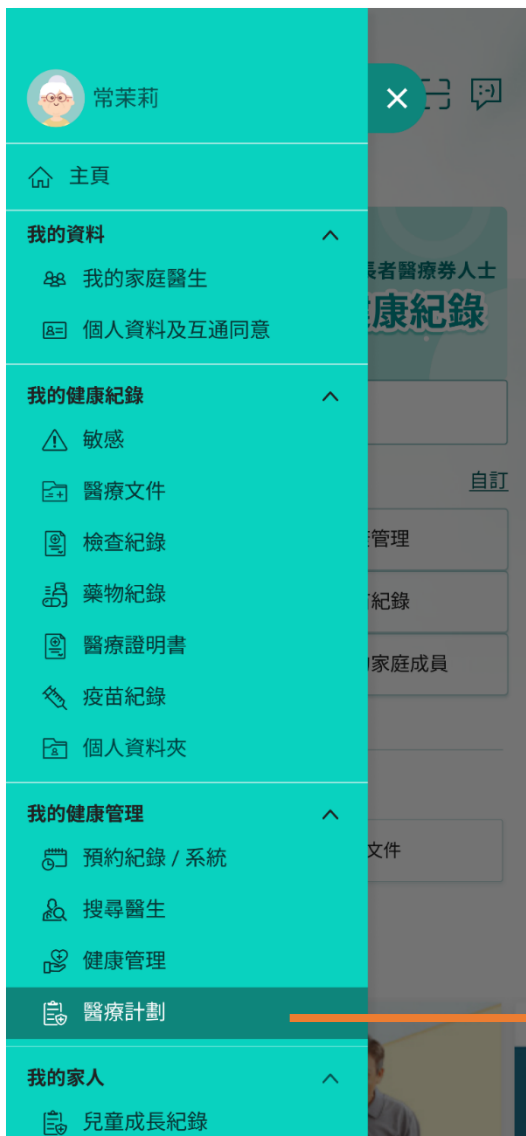 常茉莉
主頁
我的資料
我的家庭醫生
個人資料及互通同意
我的健康紀錄
敏感
醫療文件
檢查紀錄
藥物紀錄
醫療證明書
疫苗紀錄
個人資料夾
我的健康管理
預約紀錄 / 系統
搜尋醫生
健康管理
醫療計劃
我的家人
兒童成長紀錄
者醫療券人士
康紀錄
自訂
管理
紀錄
家庭成員
文件